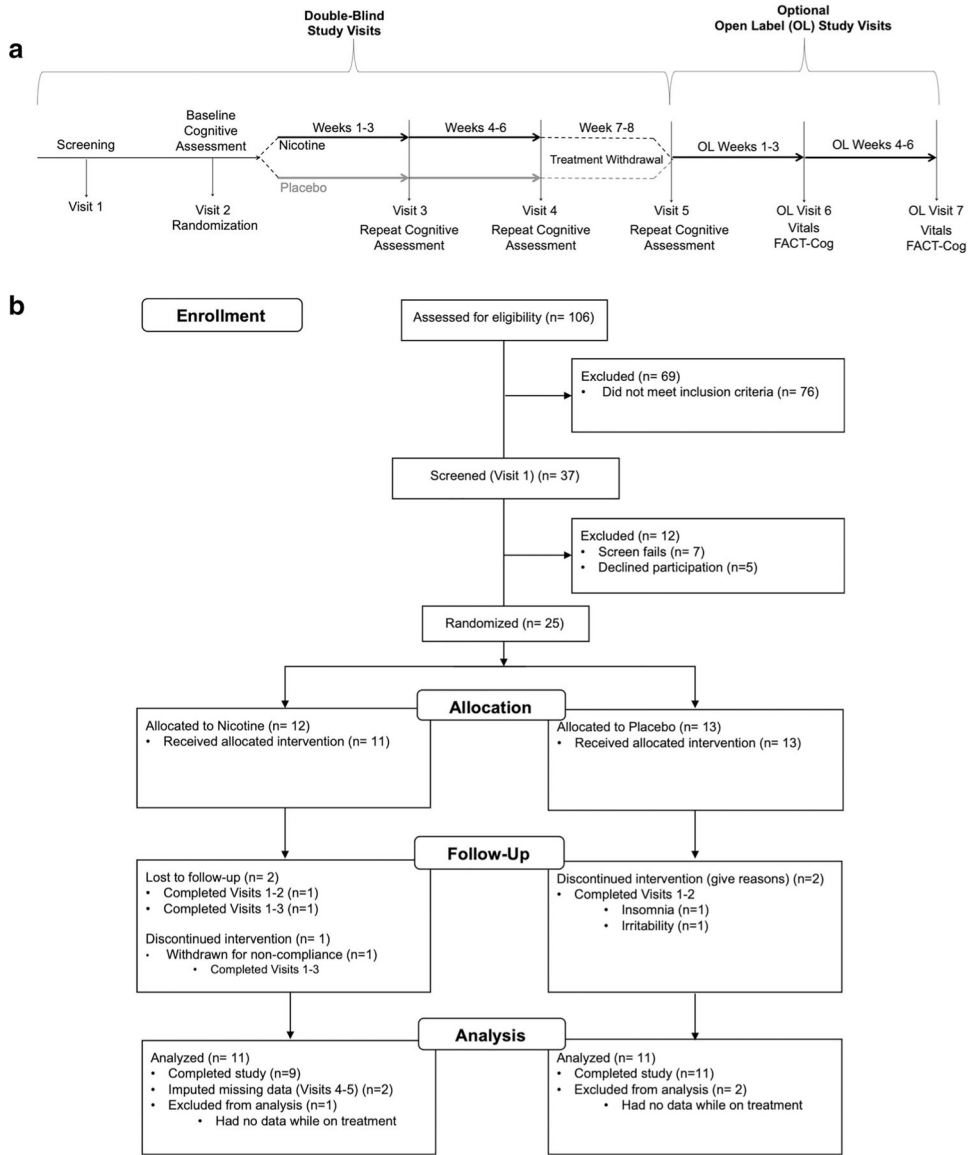 a
Double-Blind
Study Visits
Optional
Open Label (OL) Study Visits
Screening
Baseline
Cognitive
Assessment
Weeks 1-3
Nicotine
Placebo
Weeks 4-6
Week 7-8
Treatment Withdrawal
OL Weeks 1-3
OL Weeks 4-6
Visit 1
Visit 2
Randomization
Visit 3
Repeat Cognitive
Assessment
Visit 4
Repeat Cognitive
Assessment
Visit 5
Repeat Cognitive
Assessment
OL Visit 6
Vitals
FACT-Cog
OL Visit 7
Vitals
FACT-Cog
b
Enrollment
Assessed for eligibility (n= 106)
Excluded (n= 69)
• Did not meet inclusion criteria (n= 76)
Screened (Visit 1) (n= 37)
Excluded (n= 12)
• Screen fails (n= 7)
• Declined participation (n=5)
Randomized (n= 25)
Allocation
Allocated to Nicotine (n= 12)
• Received allocated intervention (n= 11)
Allocated to Placebo (n= 13)
• Received allocated intervention (n= 13)
Follow-Up
Lost to follow-up (n= 2)
• Completed Visits 1-2 (n=1)
• Completed Visits 1-3 (n=1)
Discontinued intervention (n= 1)
• Withdrawn for non-compliance (n=1)
• Completed Visits 1-3
Discontinued intervention (give reasons) (n=2)
• Completed Visits 1-2
• Insomnia (n=1)
• Irritability (n=1)
Analysis
Analyzed (n= 11)
• Completed study (n=9)
• Imputed missing data (Visits 4-5) (n=2)
• Excluded from analysis (n=1)
• Had no data while on treatment
Analyzed (n= 11)
• Completed study (n=11)
• Excluded from analysis (n= 2)
• Had no data while on treatment